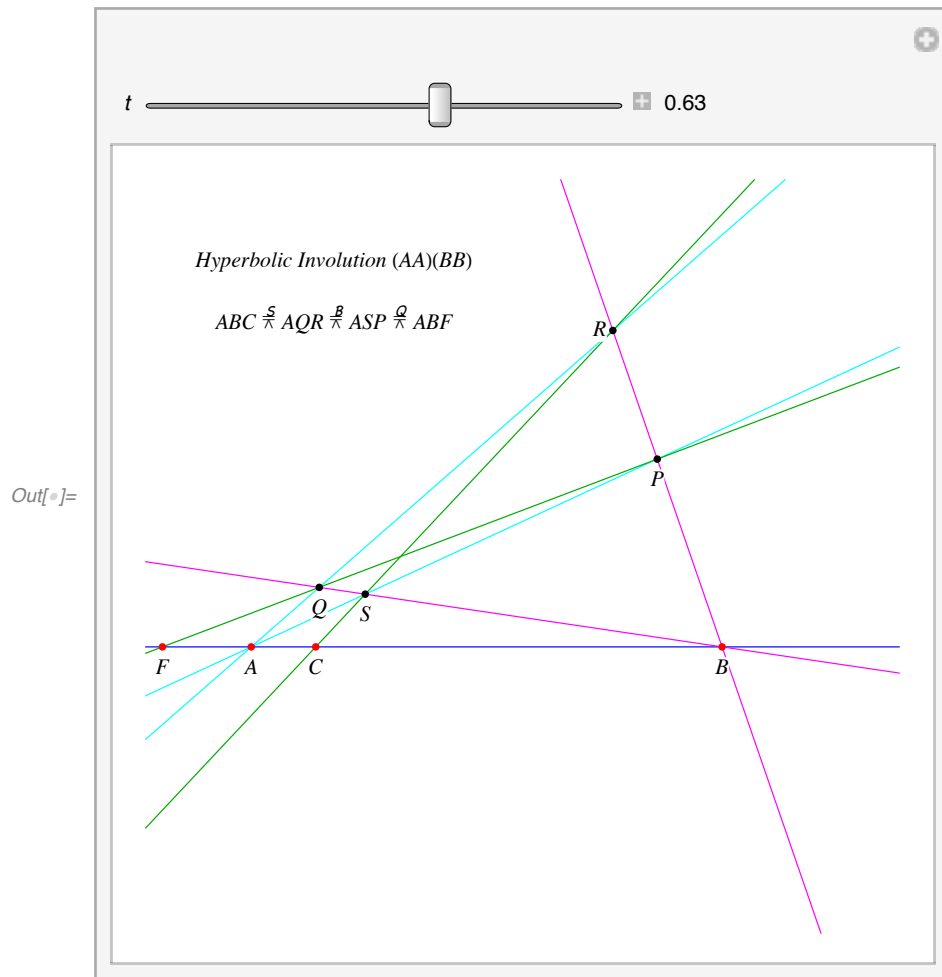 t 0.63
Hyperbolic Involution (AA)(BB)
ABC S⊼ AQR B⊼ ASP Q⊼ ABF
R
P
Out[●]=
Q S
F A C B